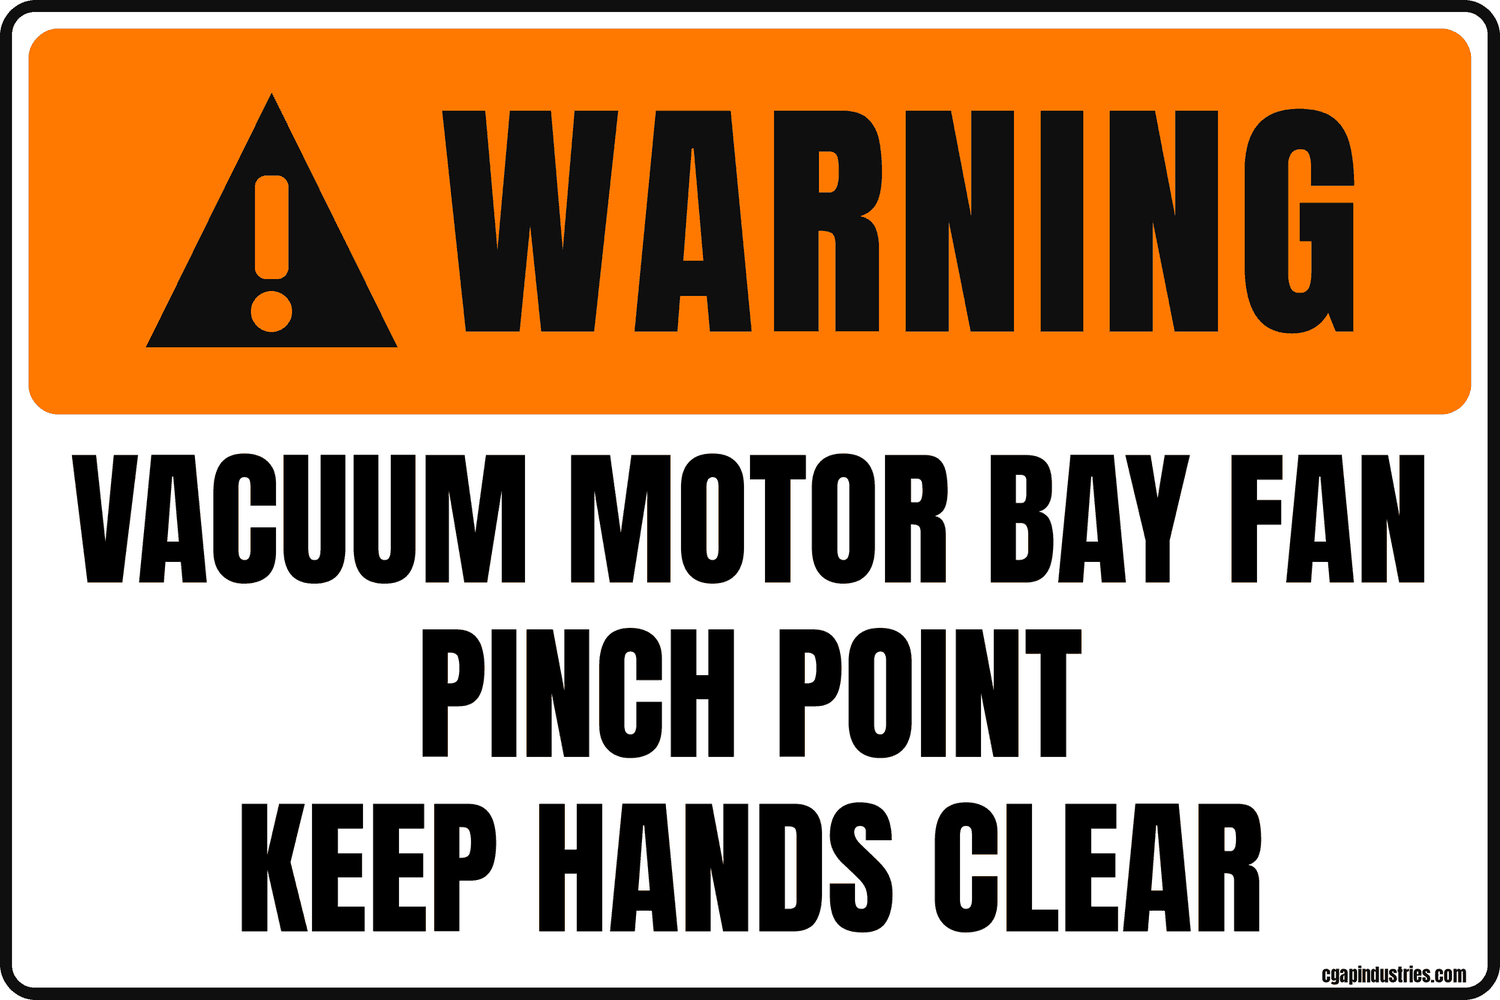 WARNING
VACUUM MOTOR BAY FAN
PINCH POINT
KEEP HANDS CLEAR
cgapindustries.com